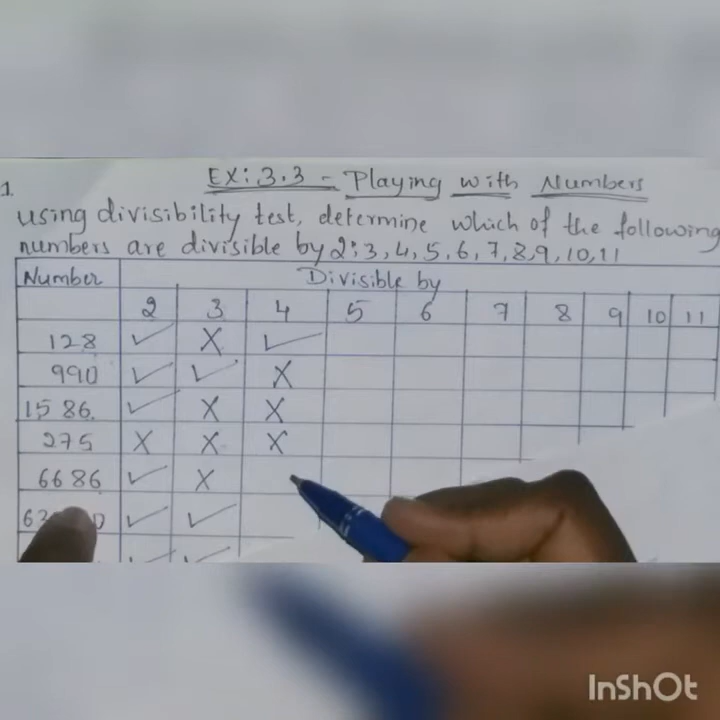 1. EX: 3.3 - Playing with Numbers
using divisibility test, determine which of the following
numbers are divisible by 2; 3, 4, 5, 6, 7, 8, 9, 10, 11
Number Divisible by
2 3 4 5 6 7 8 9 10 11
128 ✓ X ✓
990 ✓ ✓ X
1586. ✓ X X
275 X X X
6686 ✓ X
✓ ✓
✓ ✓
InShOt